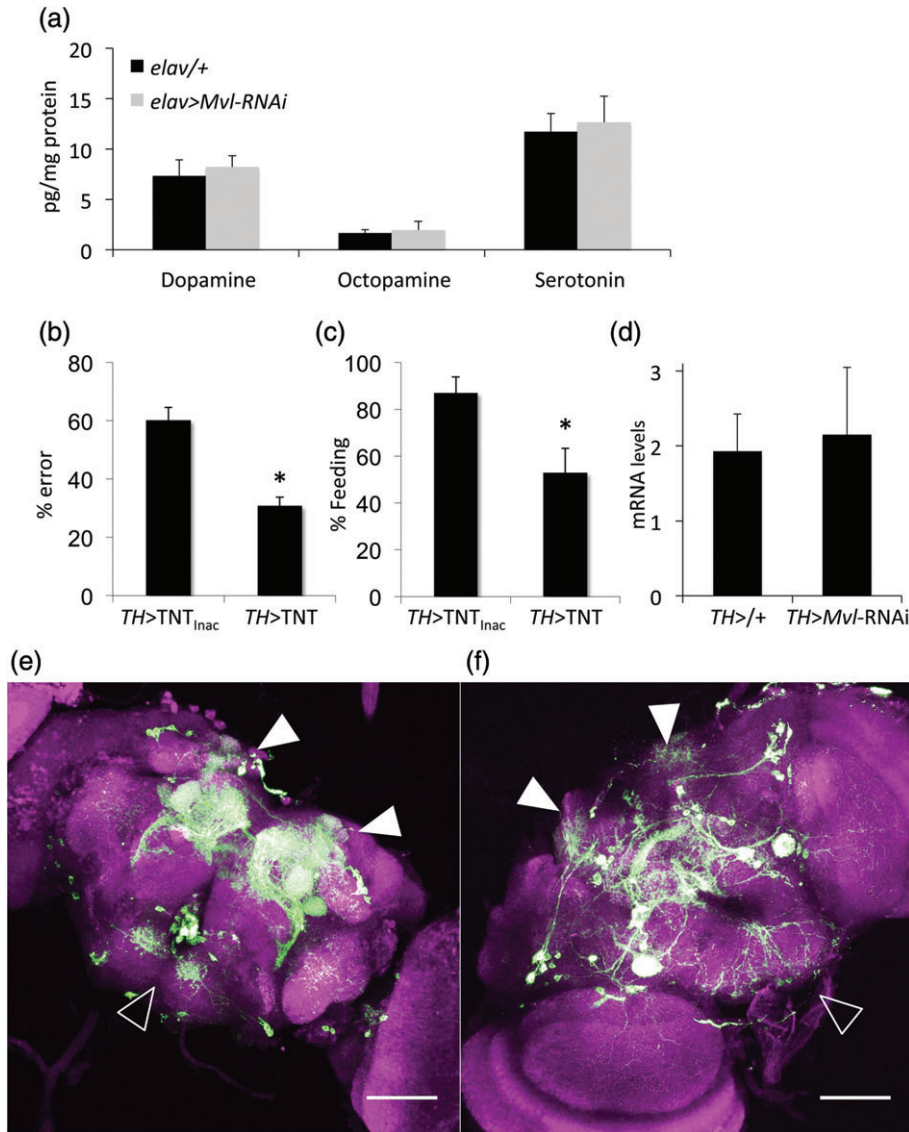 (a)
20
15
10
5
0
pg/mg protein
elav/+
elav>Mvl-RNAi
Dopamine
Octopamine
Serotonin
(b)
80
60
40
20
0
% error
*
TH>TNTInac
TH>TNT
(c)
100
80
60
40
20
0
% Feeding
*
TH>TNTInac
TH>TNT
(d)
3
2
1
0
mRNA levels
TH>/+
TH>Mvl-RNAi
(e)
(f)